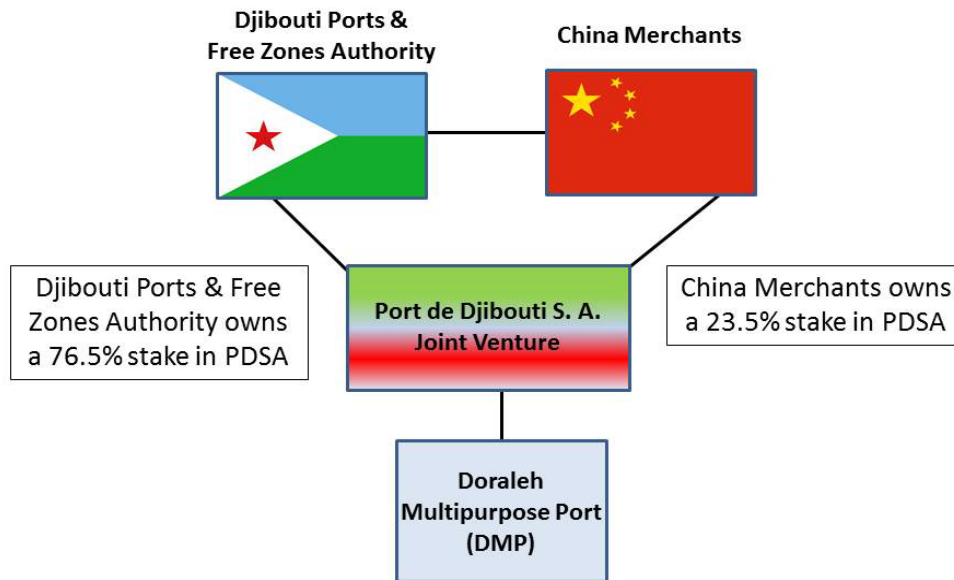 Djibouti Ports &
Free Zones Authority
China Merchants
Djibouti Ports & Free
Zones Authority owns
a 76.5% stake in PDSA
Port de Djibouti S. A.
Joint Venture
China Merchants owns
a 23.5% stake in PDSA
Doraleh
Multipurpose Port
(DMP)